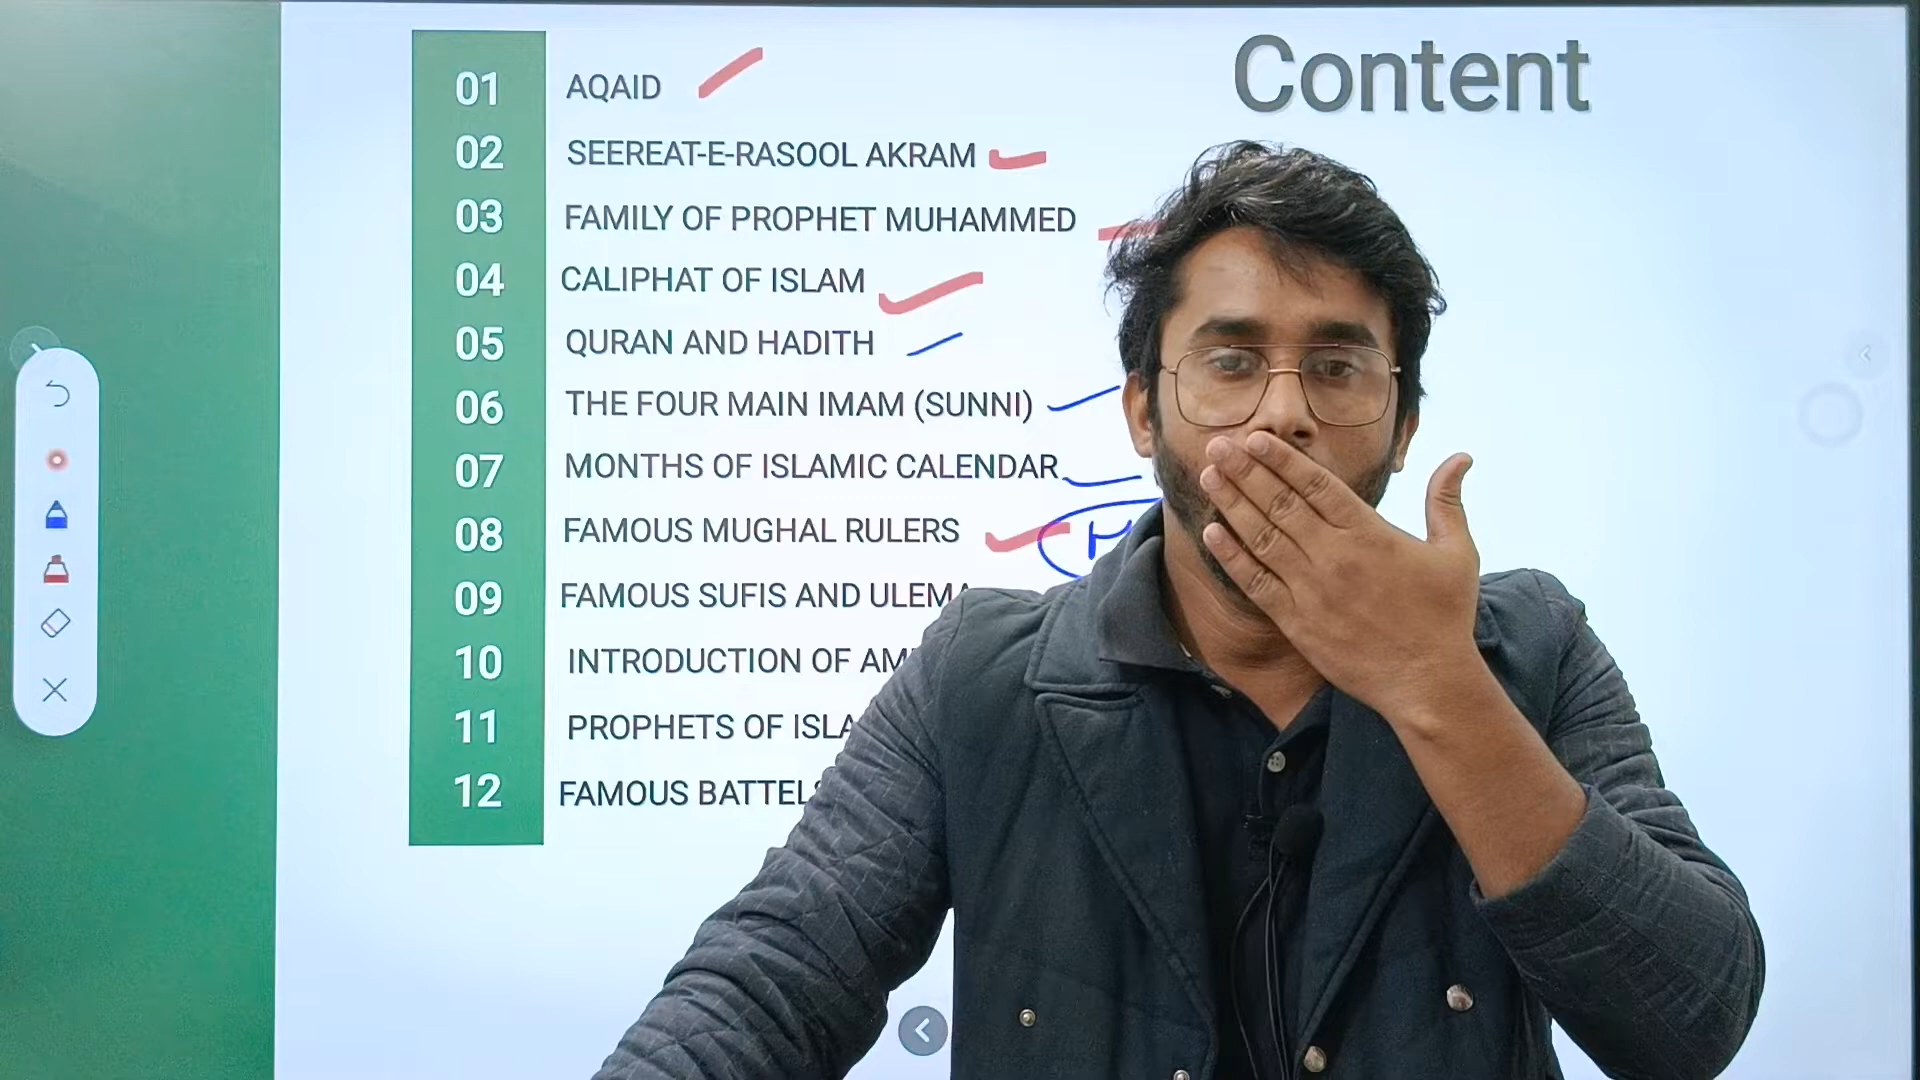 Content
01 AQAID
02 SEEREAT-E-RASOOL AKRAM
03 FAMILY OF PROPHET MUHAMMED
04 CALIPHAT OF ISLAM
05 QURAN AND HADITH
06 THE FOUR MAIN IMAM (SUNNI)
07 MONTHS OF ISLAMIC CALENDAR
08 FAMOUS MUGHAL RULERS
09 FAMOUS SUFIS AND ULEMA
10 INTRODUCTION OF
11 PROPHETS OF
12 FAMOUS